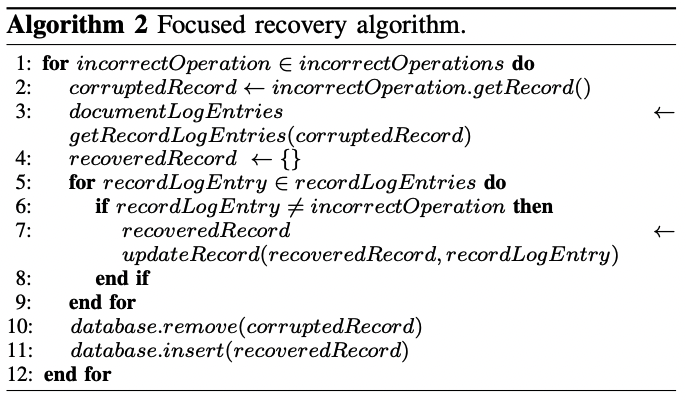 Algorithm 2 Focused recovery algorithm.
1: for incorrectOperation ∈ incorrectOperations do
2: corruptedRecord ← incorrectOperation.getRecord()
3: documentLogEntries ←
getRecordLogEntries(corruptedRecord)
4: recoveredRecord ← {}
5: for recordLogEntry ∈ recordLogEntries do
6: if recordLogEntry ≠ incorrectOperation then
7: recoveredRecord ←
updateRecord(recoveredRecord, recordLogEntry)
8: end if
9: end for
10: database.remove(corruptedRecord)
11: database.insert(recoveredRecord)
12: end for